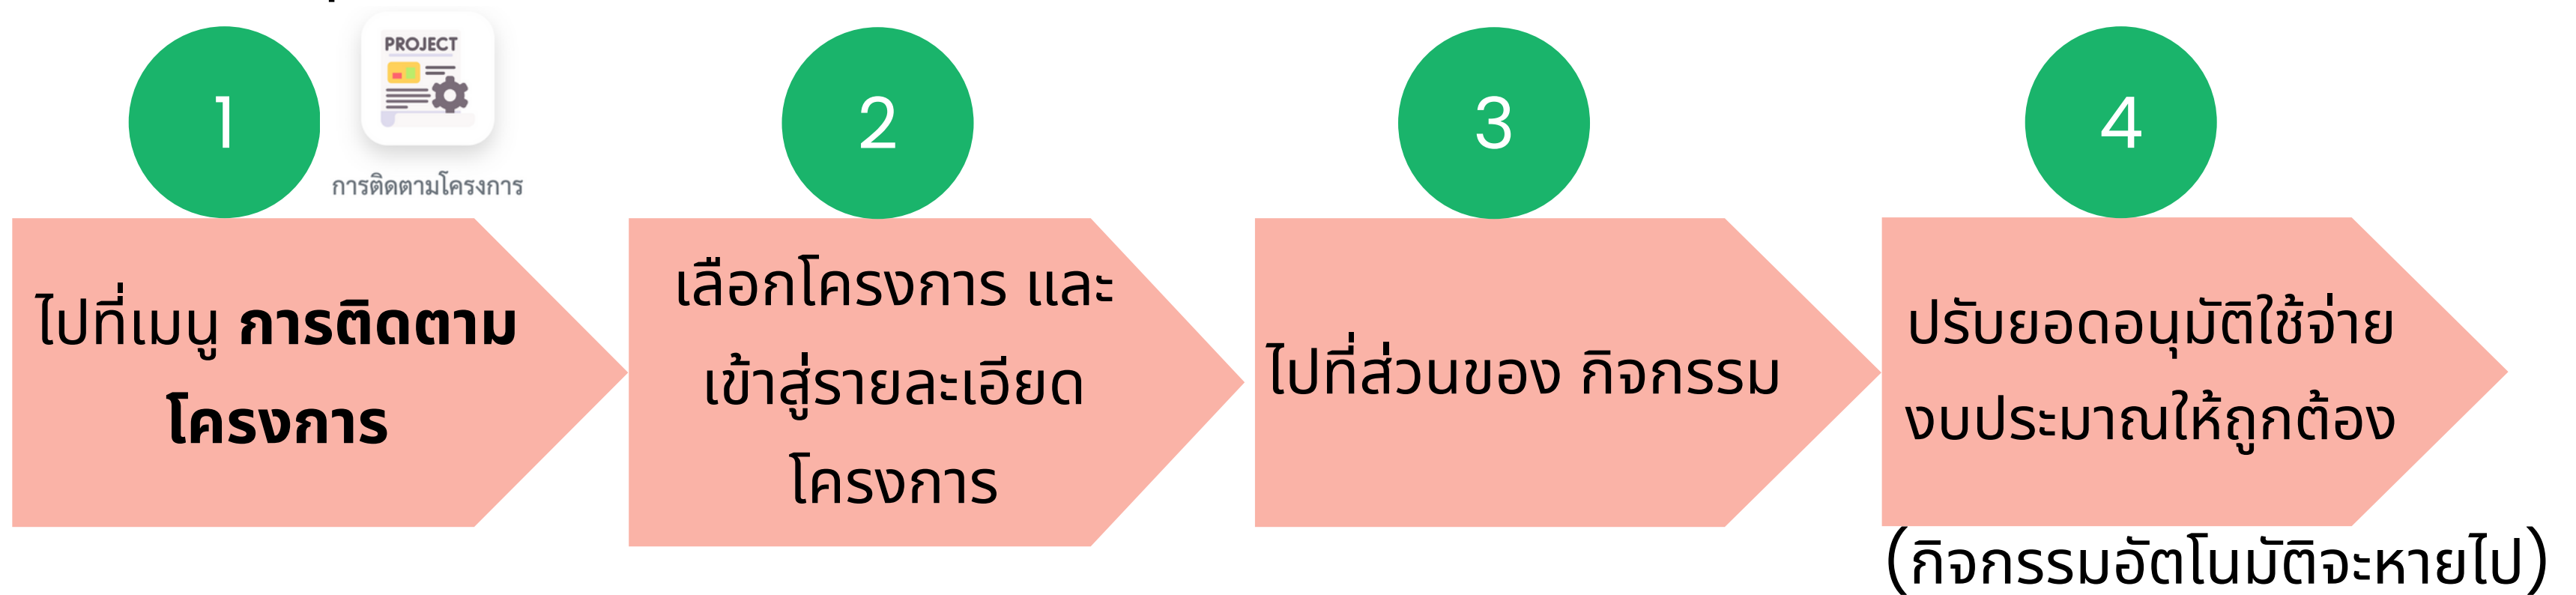 1
PROJECT
การติดตามโครงการ
ไปที่เมนู การติดตาม
โครงการ
2
เลือกโครงการ และ
เข้าสู่รายละเอียด
โครงการ
3
ไปที่ส่วนของ กิจกรรม
4
ปรับยอดอนุมัติใช้จ่าย
งบประมาณให้ถูกต้อง
(กิจกรรมอัตโนมัติจะหายไป)